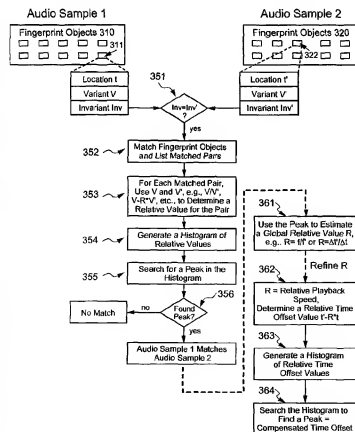 Audio Sample 1
Audio Sample 2
Fingerprint Objects 310
311
Fingerprint Objects 320
322
Location t
Variant V
Invariant Inv
Location t'
Variant V'
Invariant Inv'
351
Inv=Inv'
?
yes
352
Match Fingerprint Objects
and List Matched Pairs
353
For Each Matched Pair,
Use V and V', e.g., V/V',
V-R*V', etc., to Determine a
Relative Value for the Pair
354
Generate a Histogram of
Relative Values
355
Search for a Peak in the
Histogram
356
Found
Peak?
no
No Match
yes
Audio Sample 1 Matches
Audio Sample 2
361
Use the Peak to Estimate
a Global Relative Value R,
e.g., R= f/f' or R=Δt'/Δt
Refine R
362
R = Relative Playback
Speed,
Determine a Relative Time
Offset Value t'-R*t
363
Generate a Histogram
of Relative Time
Offset Values
364
Search the Histogram to
Find a Peak =
Compensated Time Offset